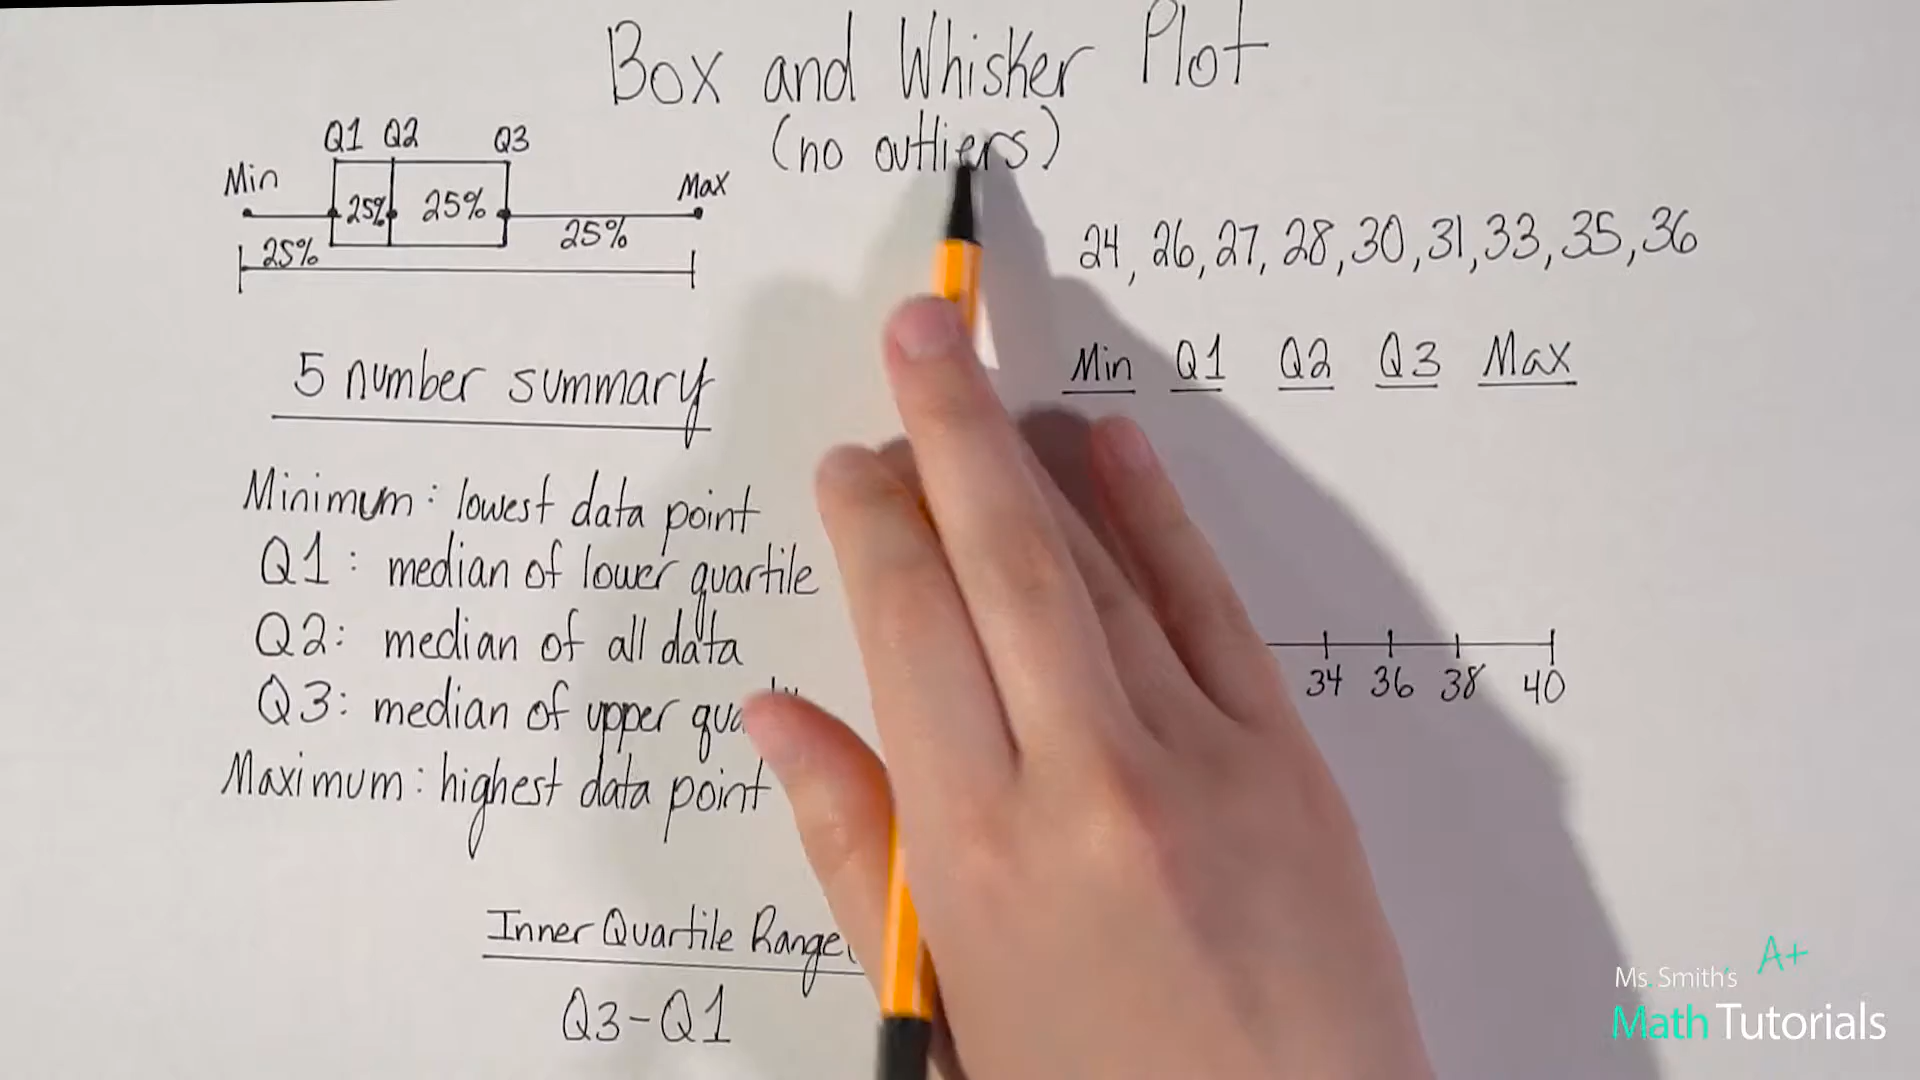 Box and Whisker Plot
(no outliers)
Q1 Q2 Q3
Min Max
25% 25%
25% 25%
24, 26, 27, 28, 30, 31, 33, 35, 36
Min Q1 Q2 Q3 Max
5 number summary
Minimum: lowest data point
Q1: median of lower quartile
Q2: median of all data
Q3: median of upper
Maximum: highest data point
34 36 38 40
Inner Quartile Range
Q3-Q1
A+
Ms. Smith's
Math Tutorials